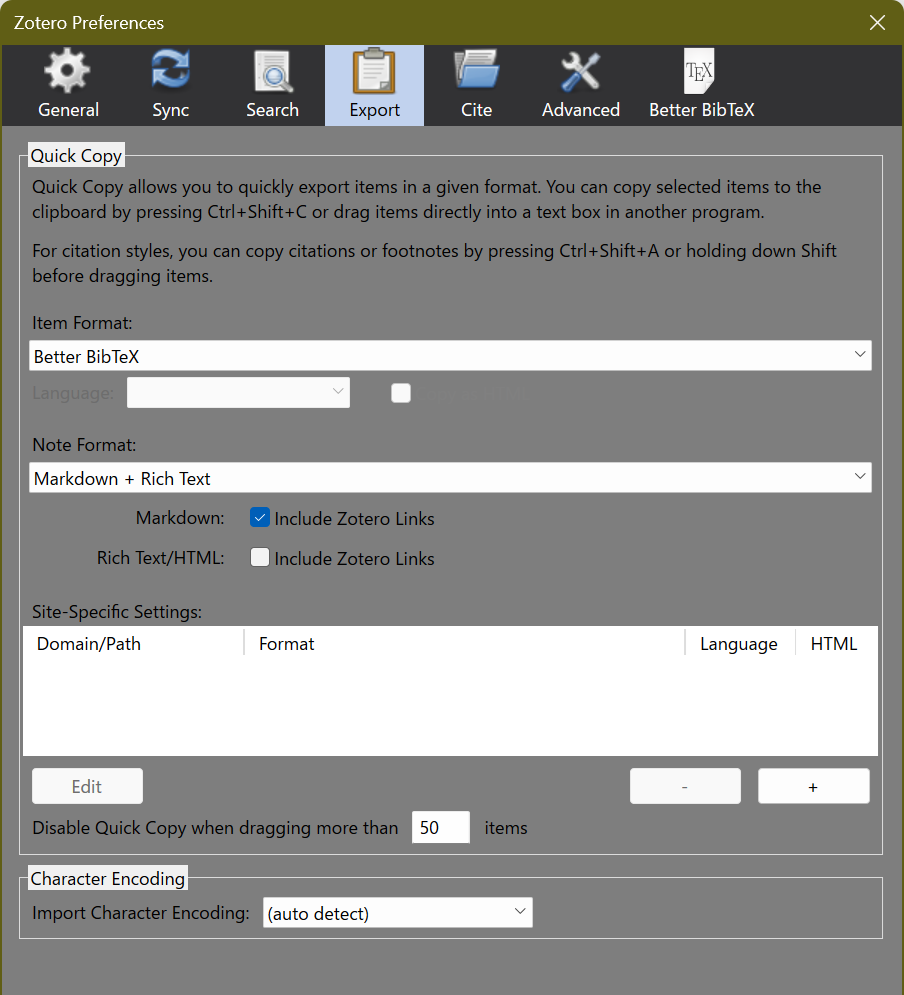 Zotero Preferences
General
Sync
Search
Export
Cite
Advanced
TEX
Better BibTeX
Quick Copy
Quick Copy allows you to quickly export items in a given format. You can copy selected items to the
clipboard by pressing Ctrl+Shift+C or drag items directly into a text box in another program.
For citation styles, you can copy citations or footnotes by pressing Ctrl+Shift+A or holding down Shift
before dragging items.
Item Format:
Better BibTeX
Language:
Note Format:
Markdown + Rich Text
Markdown: Include Zotero Links
Rich Text/HTML: Include Zotero Links
Site-Specific Settings:
Domain/Path Format Language HTML
Edit - +
Disable Quick Copy when dragging more than 50 items
Character Encoding
Import Character Encoding: (auto detect)